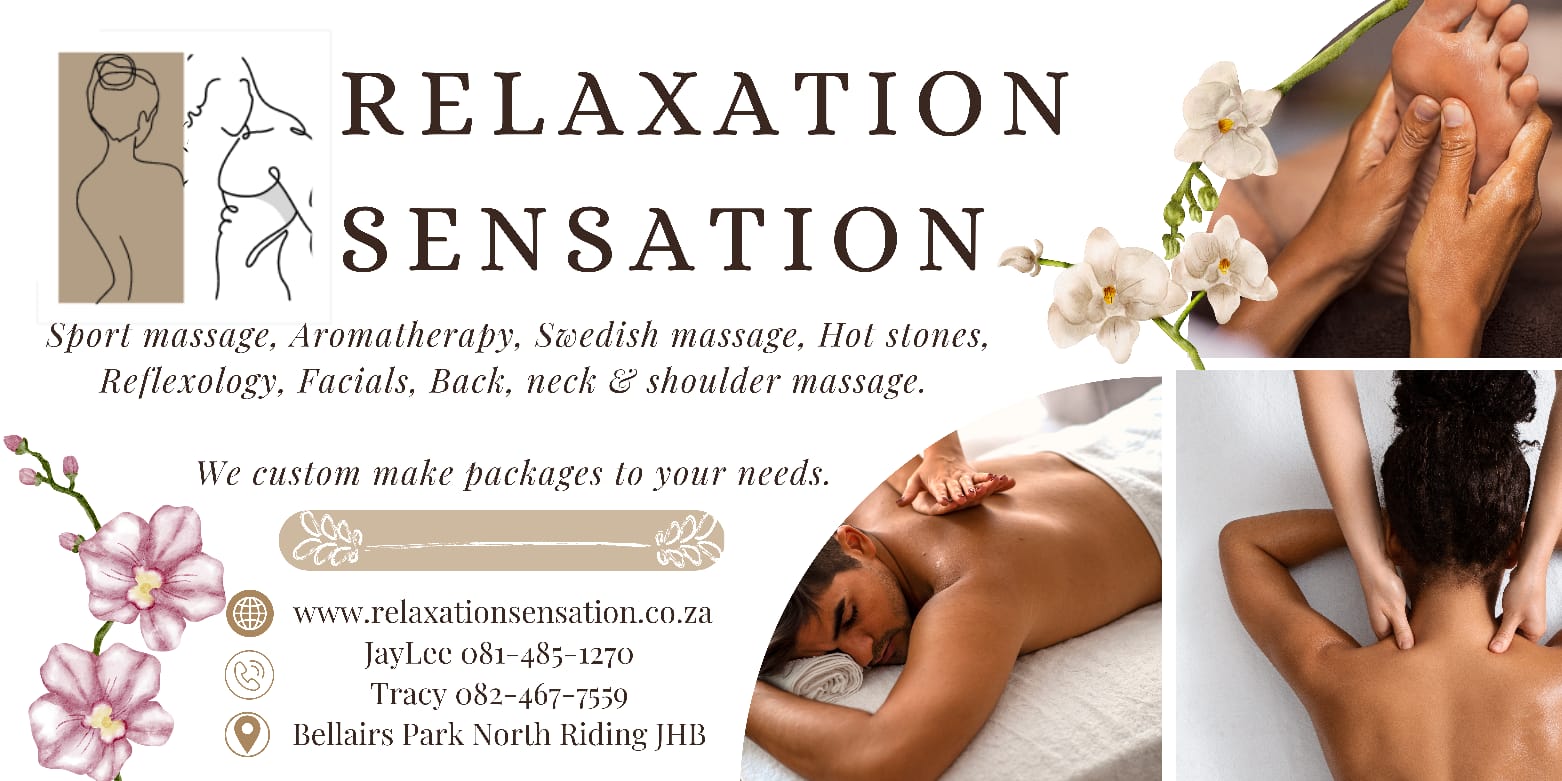 RELAXATION
SENSATION
Sport massage, Aromatherapy, Swedish massage, Hot stones,
Reflexology, Facials, Back, neck & shoulder massage.
We custom make packages to your needs.
www.relaxationsensation.co.za
JayLee 081-485-1270
Tracy 082-467-7559
Bellairs Park North Riding JHB